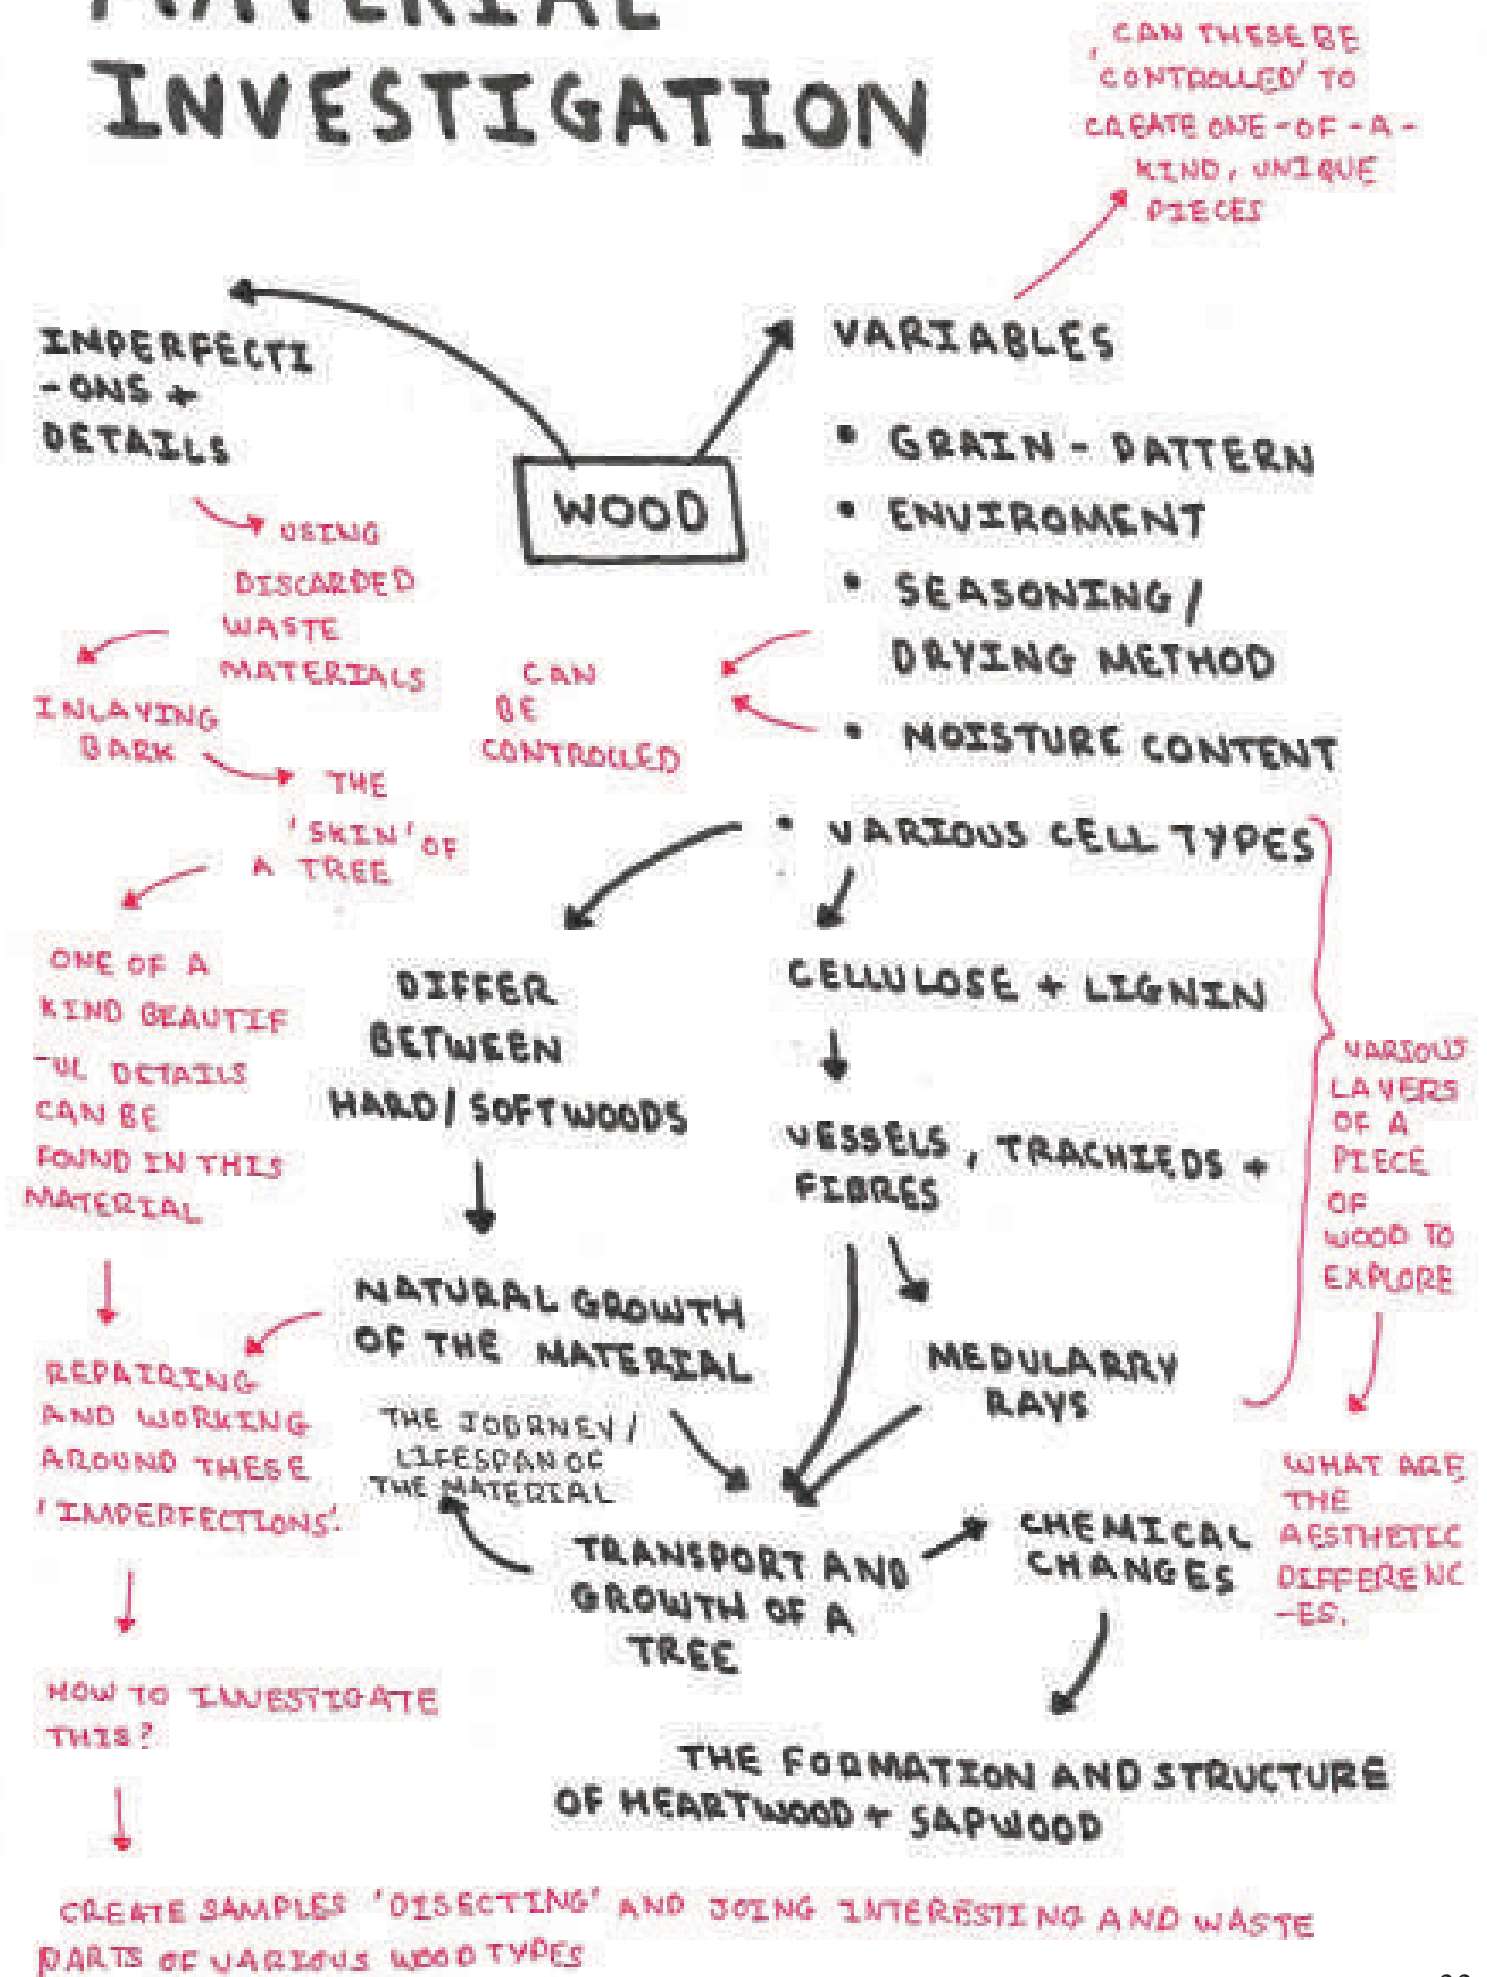 MATERIAL
INVESTIGATION
CAN THESE BE
'CONTROLLED' TO
CREATE ONE-OF-A-
KIND, UNIQUE
PIECES
IMPERFECTI
-ONS +
DETAILS
WOOD
VARIABLES
• GRAIN - PATTERN
• ENVIROMENT
• SEASONING/
DRYING METHOD
• MOISTURE CONTENT
• VARIOUS CELL TYPES
USING
DISCARDED
WASTE
MATERIALS
CAN
BE
CONTROLLED
INLAYING
BARK
THE
'SKIN' OF
A TREE
ONE OF A
KIND BEAUTIF
-UL DETAILS
CAN BE
FOUND IN THIS
MATERIAL
DIFFER
BETWEEN
HARD/SOFTWOODS
CELLULOSE + LIGNIN
VESSELS, TRACHIEDS +
FIBRES
VARIOUS
LAYERS
OF A
PIECE
OF
WOOD TO
EXPLORE
NATURAL GROWTH
OF THE MATERIAL
MEDULARRY
RAYS
REPAIRING
AND WORKING
AROUND THESE
'IMPERFECTIONS'.
THE JOURNEY/
LIFESPAN OF
THE MATERIAL
TRANSPORT AND
GROWTH OF A
TREE
CHEMICAL
CHANGES
WHAT ARE
THE
AESTHETIC
DIFFERENC
-ES.
HOW TO INVESTIGATE
THIS?
THE FORMATION AND STRUCTURE
OF HEARTWOOD + SAPWOOD
CREATE SAMPLES 'DISECTING' AND JOING INTERESTING AND WASTE
PARTS OF VARIOUS WOOD TYPES